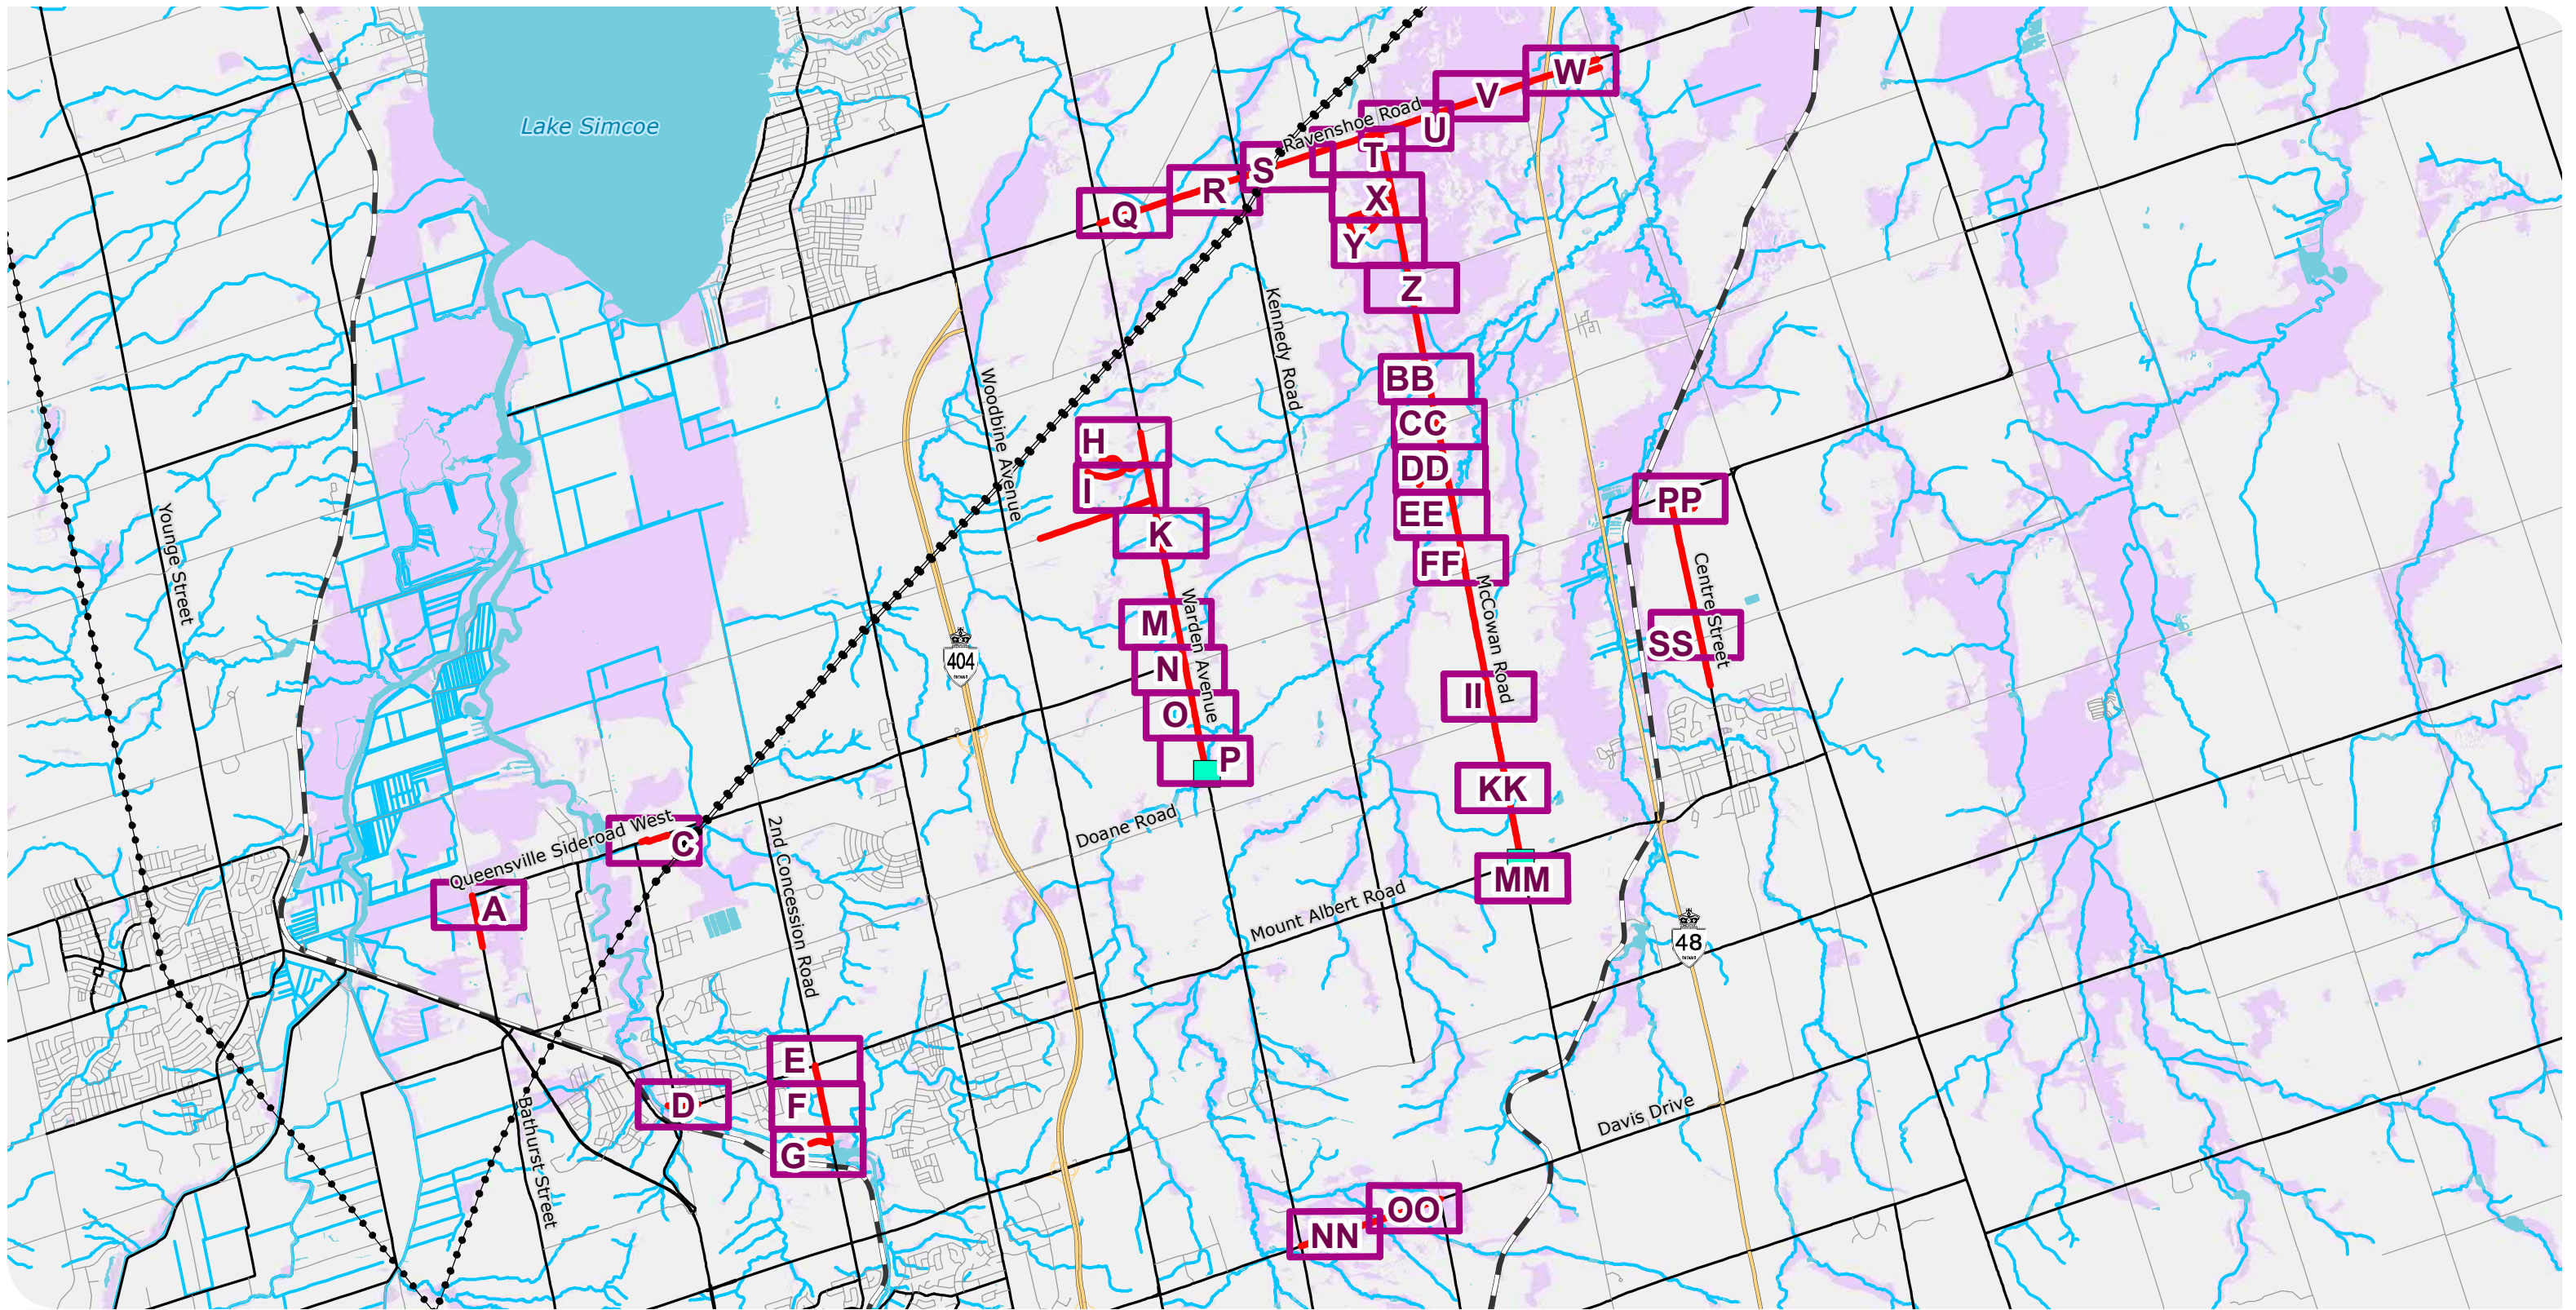 W
V
Lake Simcoe
Ravenshoe Road
U
T
S
R
X
Q
Y
Z
Kennedy Road
BB
Woodbine Avenue
CC
H
DD
I
PP
EE
K
Younge Street
FF
Centre Street
McCowan Road
M
Warden Avenue
SS
404
N
II
O
P
KK
Doane Road
Queensville Sideroad West
C
2nd Concession Road
MM
A
Mount Albert Road
48
E
D
F
Davis Drive
Bathurst Street
G
OO
NN